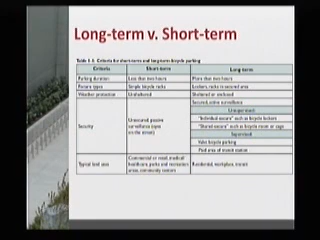 Long-term v. Short-term
Table 1-1. Criteria for short-term and long-term bicycle parking
Criteria Short-term Long-term
Parking duration Less than two hours More than two hours
Fixture types Simple bicycle racks Lockers, racks in secured area
Weather protection Unsheltered Sheltered or enclosed
Security Unsecured, passive surveillance (eyes on the street) Secured, active surveillance
Unsupervised:
"Individual-secure" such as bicycle lockers
"Shared-secure" such as bicycle room or cage
Supervised:
Valet bicycle parking
Paid area of transit station
Typical land uses Commercial or retail, medical/ healthcare, parks and recreation areas, community centers Residential, workplace, transit